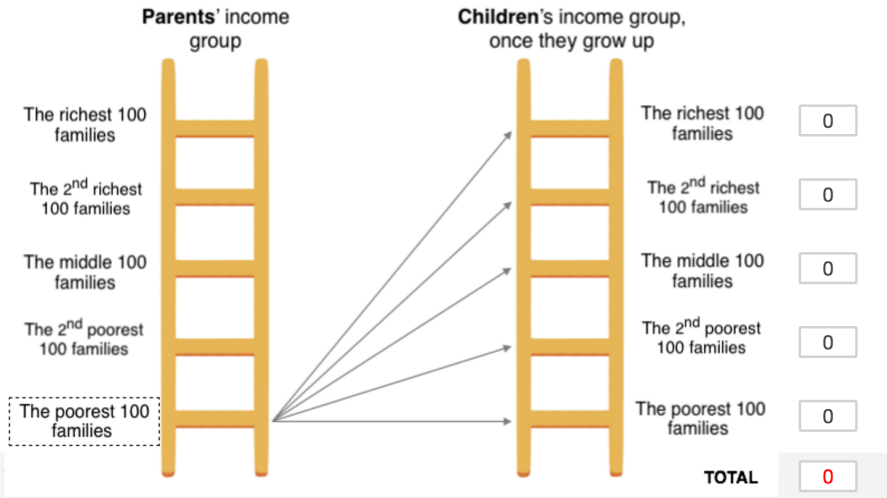 Parents' income
group
Children's income group,
once they grow up
The richest 100
families
The 2nd richest
100 families
The middle 100
families
The 2nd poorest
100 families
The poorest 100
families
The richest 100
families
0
The 2nd richest
100 families
0
The middle 100
families
0
The 2nd poorest
100 families
0
The poorest 100
families
0
TOTAL
0